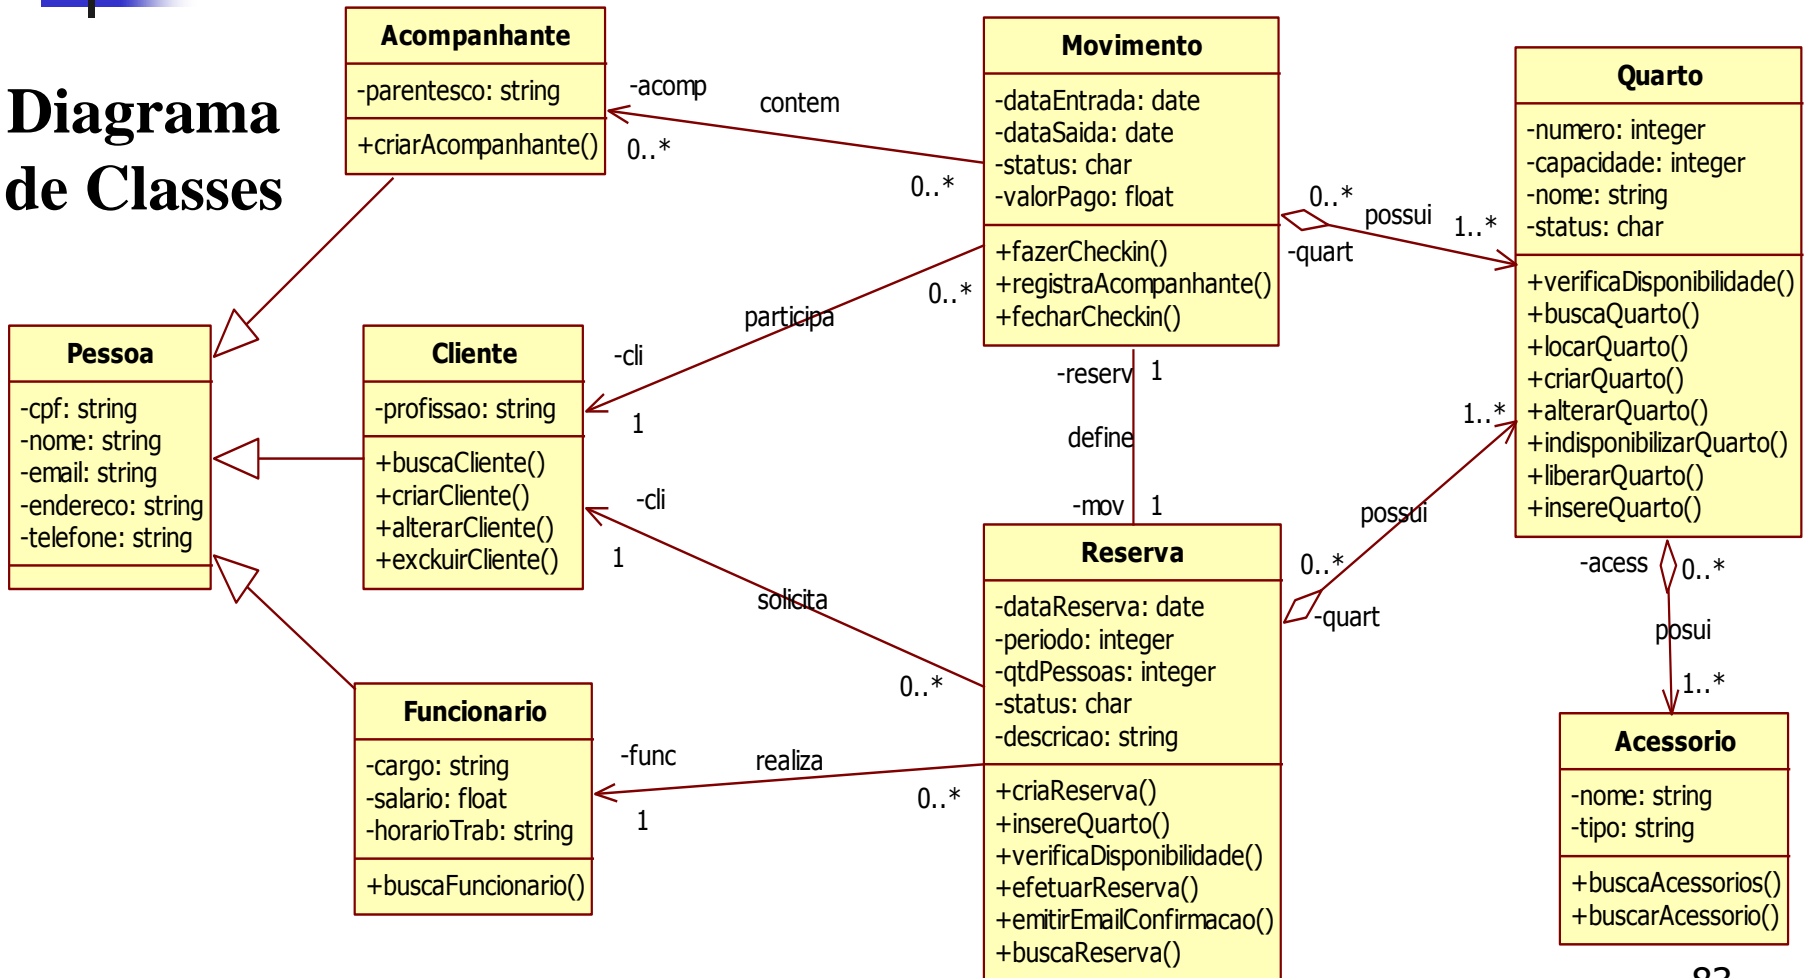 Diagrama
de Classes
Acompanhante
-parentesco: string
+criarAcompanhante()
-acomp
contem
0..*
0..*
Movimento
-dataEntrada: date
-dataSaida: date
-status: char
-valorPago: float
+fazerCheckin()
+registraAcompanhante()
+fecharCheckin()
0..*
possui
1..*
-quart
Quarto
-numero: integer
-capacidade: integer
-nome: string
-status: char
+verificaDisponibilidade()
+buscaQuarto()
+locarQuarto()
+criarQuarto()
+alterarQuarto()
+indisponibilizarQuarto()
+liberarQuarto()
+insereQuarto()
Pessoa
-cpf: string
-nome: string
-email: string
-endereco: string
-telefone: string
Cliente
-profissao: string
+buscaCliente()
+criarCliente()
+alterarCliente()
+exckuirCliente()
0..*
participa
-cli
1
-reserv
1
define
-mov
1
-cli
1
solicita
0..*
1..*
possui
0..*
-quart
Reserva
-dataReserva: date
-periodo: integer
-qtdPessoas: integer
-status: char
-descricao: string
+criaReserva()
+insereQuarto()
+verificaDisponibilidade()
+efetuarReserva()
+emitirEmailConfirmacao()
+buscaReserva()
-acess
0..*
posui
1..*
Funcionario
-cargo: string
-salario: float
-horarioTrab: string
+buscaFuncionario()
-func
realiza
1
0..*
Acessorio
-nome: string
-tipo: string
+buscaAcessorios()
+buscarAcessorio()